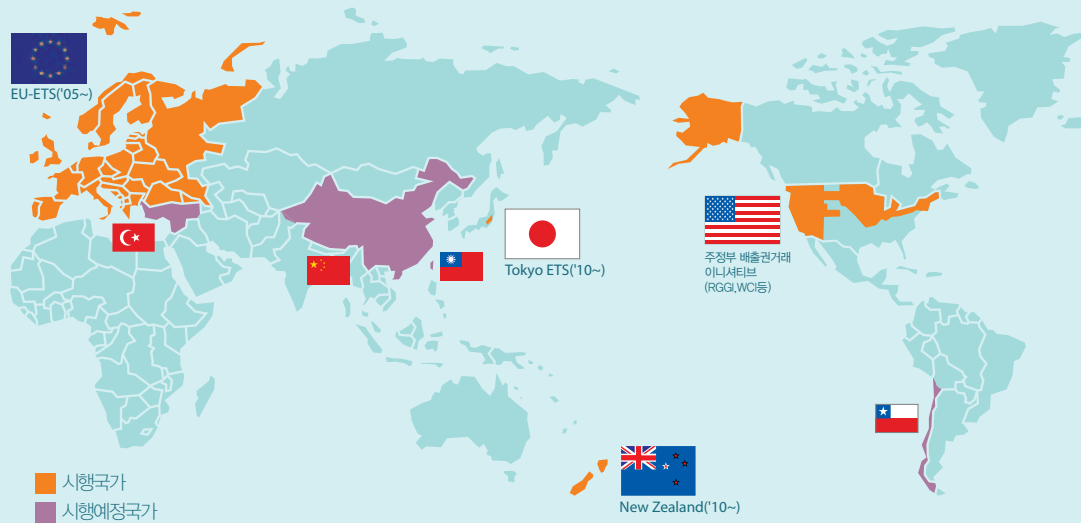 EU-ETS('05~)
Tokyo ETS('10~)
주정부 배출권거래
이니셔티브
(RGGI,WCI등)
New Zealand('10~)
시행국가
시행예정국가